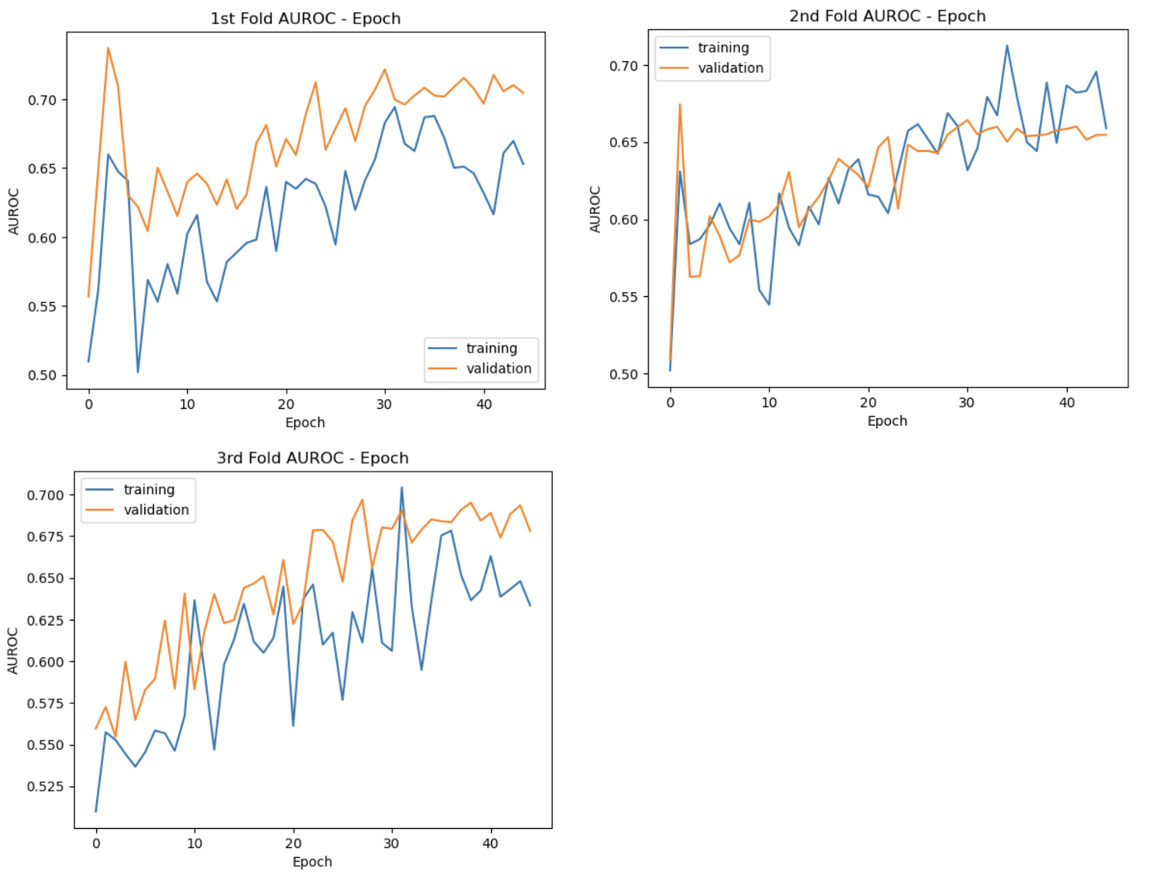 1st Fold AUROC - Epoch
0.70
0.65
0.60
0.55
0.50
AUROC
training
validation
0 10 20 30 40
Epoch
2nd Fold AUROC - Epoch
training
validation
0.70
0.65
0.60
0.55
0.50
AUROC
0 10 20 30 40
Epoch
3rd Fold AUROC - Epoch
training
validation
0.700
0.675
0.650
0.625
0.600
0.575
0.550
0.525
AUROC
0 10 20 30 40
Epoch